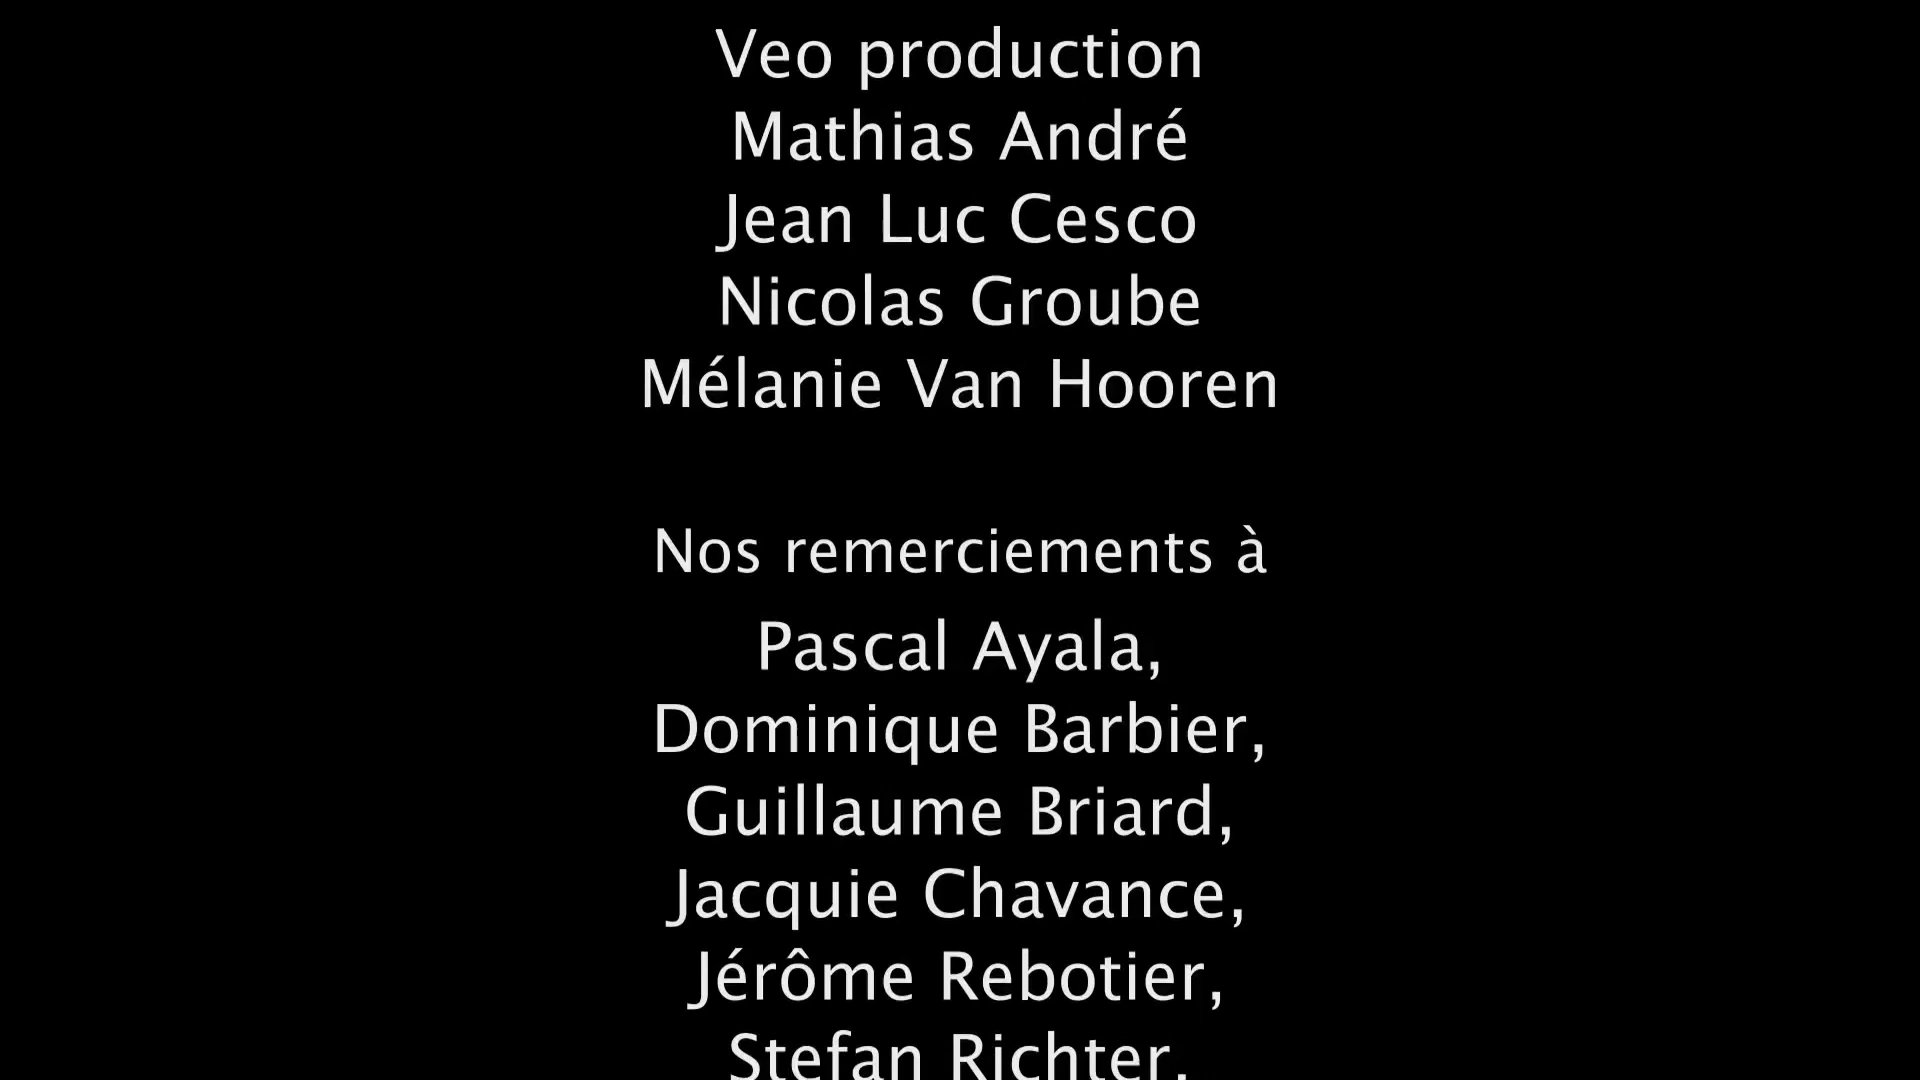 Veo production
Mathias André
Jean Luc Cesco
Nicolas Groube
Mélanie Van Hooren
Nos remerciements à
Pascal Ayala,
Dominique Barbier,
Guillaume Briard,
Jacquie Chavance,
Jérôme Rebotier,
Stefan Richter,